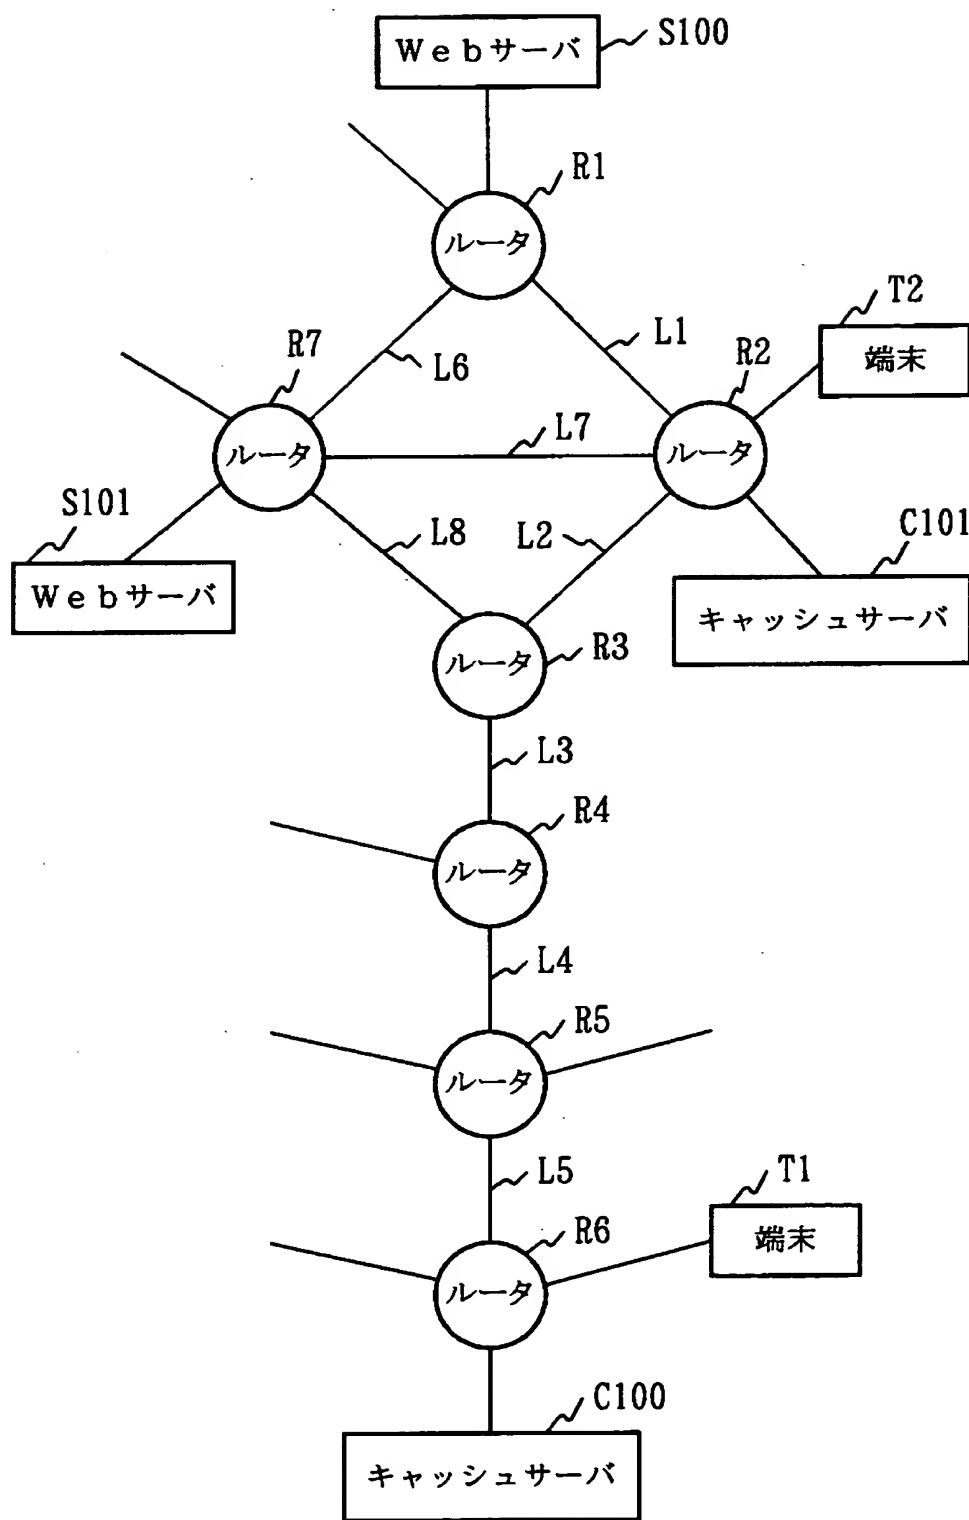 Ｗｅｂサーバ
S100
R1
ルータ
T2
端末
L1
R7
L6
R2
L7
ルータ
ルータ
S101
L8
L2
C101
Ｗｅｂサーバ
キャッシュサーバ
ルータ
R3
L3
R4
ルータ
L4
R5
ルータ
L5
T1
R6
端末
ルータ
C100
キャッシュサーバ